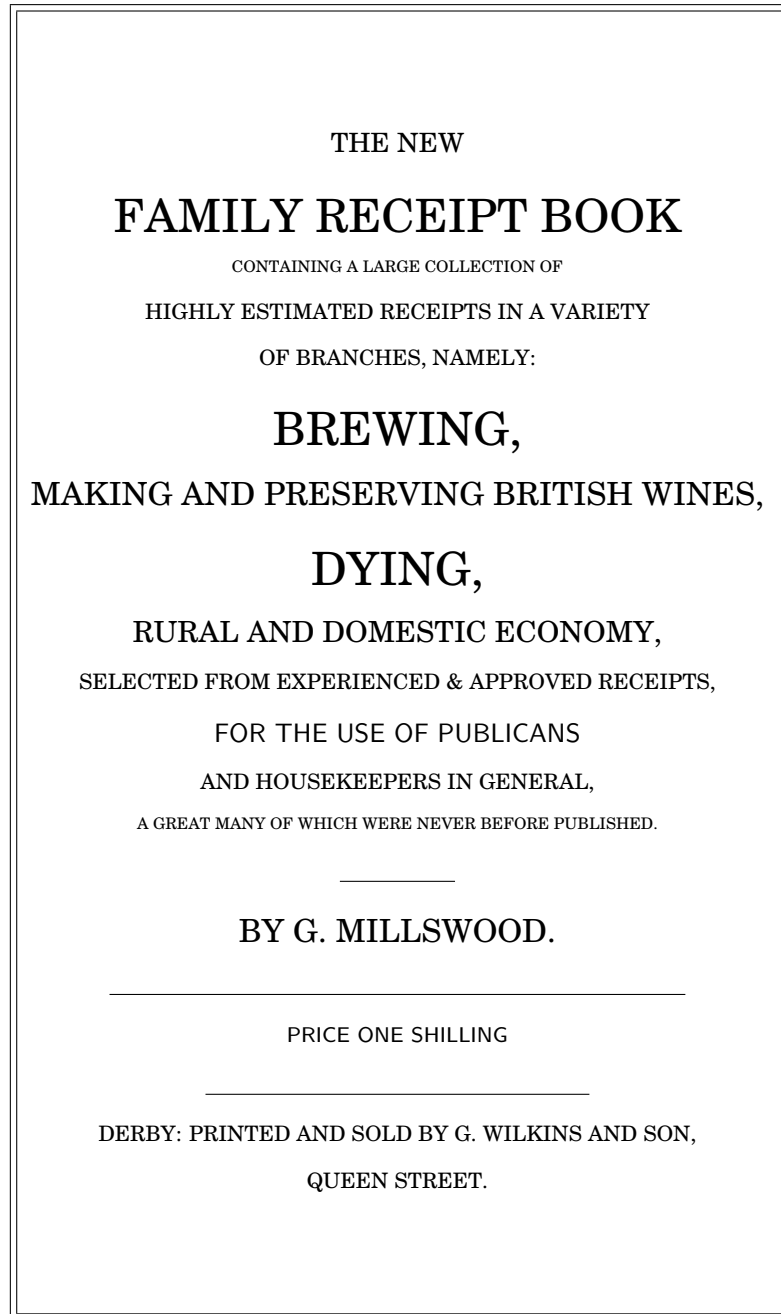 THE NEW
FAMILY RECEIPT BOOK
CONTAINING A LARGE COLLECTION OF
HIGHLY ESTIMATED RECEIPTS IN A VARIETY
OF BRANCHES, NAMELY:
BREWING,
MAKING AND PRESERVING BRITISH WINES,
DYING,
RURAL AND DOMESTIC ECONOMY,
SELECTED FROM EXPERIENCED & APPROVED RECEIPTS,
FOR THE USE OF PUBLICANS
AND HOUSEKEEPERS IN GENERAL,
A GREAT MANY OF WHICH WERE NEVER BEFORE PUBLISHED.
BY G. MILLSWOOD.
PRICE ONE SHILLING
DERBY: PRINTED AND SOLD BY G. WILKINS AND SON,
QUEEN STREET.